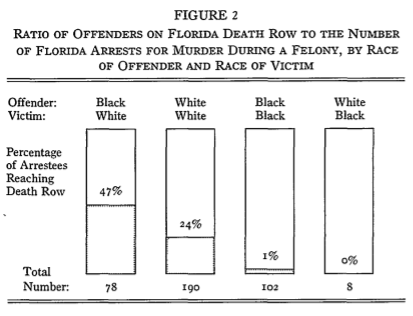 FIGURE 2
RATIO OF OFFENDERS ON FLORIDA DEATH ROW TO THE NUMBER
OF FLORIDA ARRESTS FOR MURDER DURING A FELONY, BY RACE
OF OFFENDER AND RACE OF VICTIM
Offender: Black White Black White
Victim: White White Black Black
Percentage
of Arrestees
Reaching
Death Row
47%
24%
1%
0%
Total
Number: 78 190 102 8